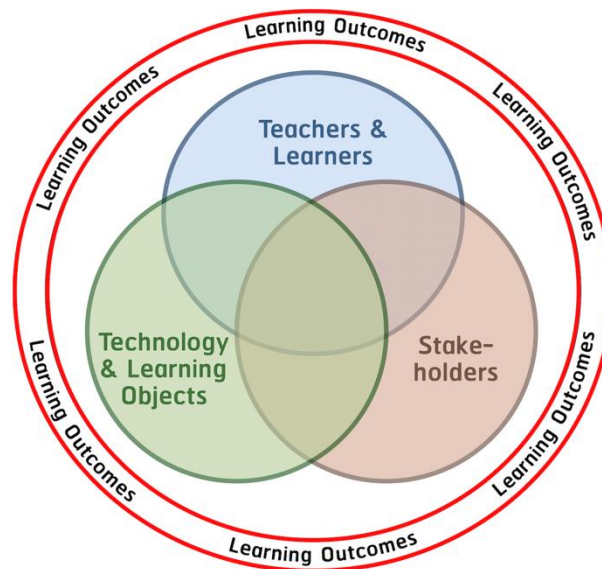 Learning Outcomes
Learning Outcomes
Learning Outcomes
Teachers &
Learners
Technology
& Learning
Objects
Stake-
holders
Learning Outcomes
Learning Outcomes
Learning Outcomes